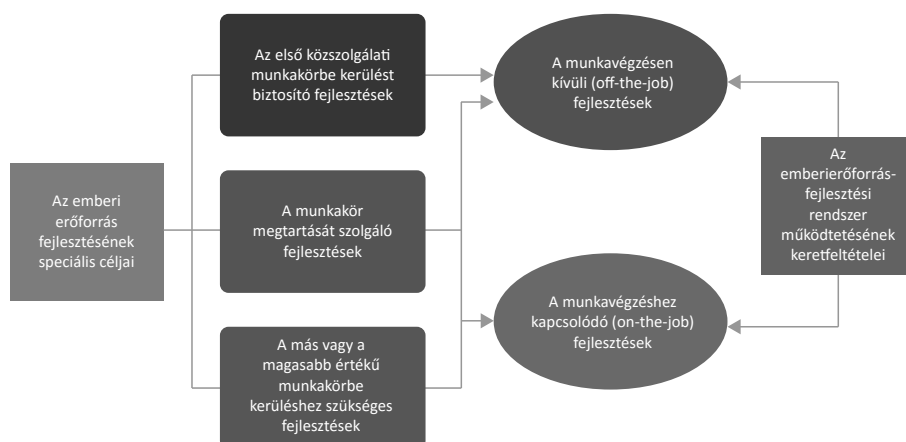 Az emberi
erőforrás
fejlesztésének
speciális céljai
Az első közszolgálati
munkakörbe kerülést
biztosító fejlesztések
A munkakör
megtartását szolgáló
fejlesztések
A más vagy a
magasabb értékű
munkakörbe
kerüléshez szükséges
fejlesztések
A munkavégzésen
kívüli (off-the-job)
fejlesztések
A munkavégzéshez
kapcsolódó (on-the-job)
fejlesztések
Az
emberierőforrás-
fejlesztési
rendszer
működtetésének
keretfeltételei